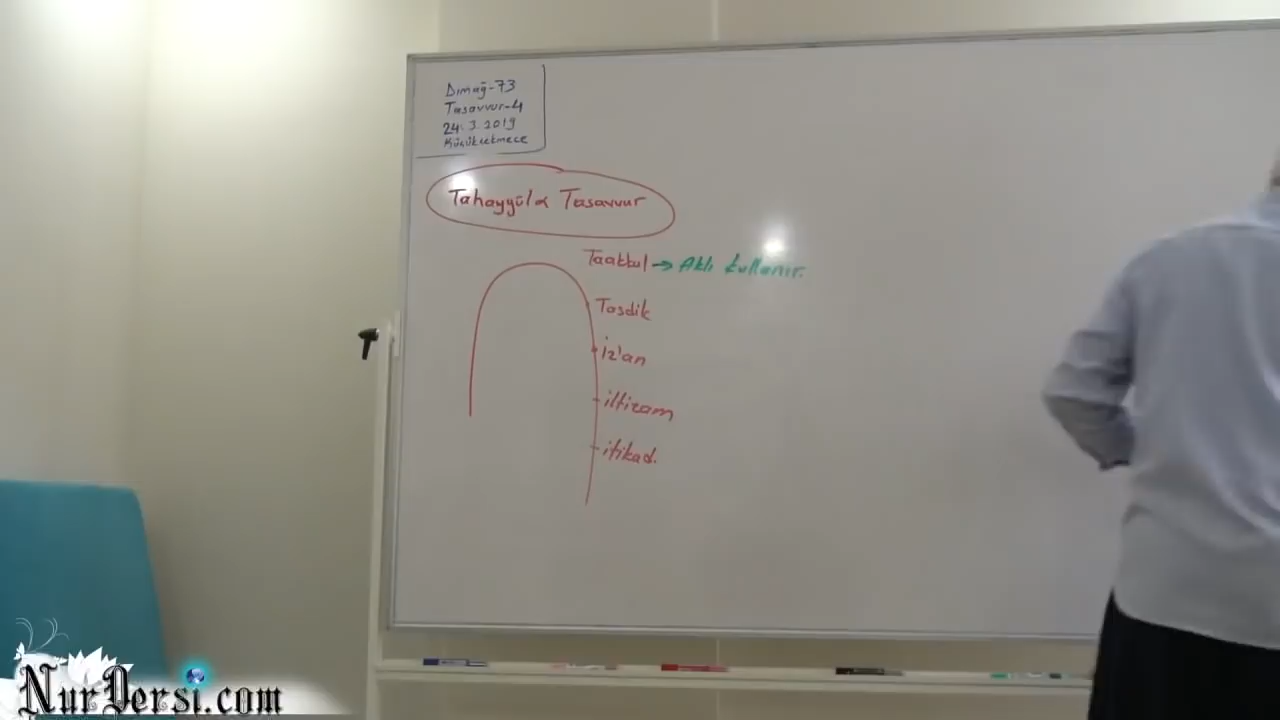 Dımağ-73
Tasavvur-4
24.3.2019
Küçükçekmece
Tahayyül & Tasavvur
Taakkul → Aklı kullanır.
Tasdik
iz'an
iltizam
itikad.
NurDersi.com